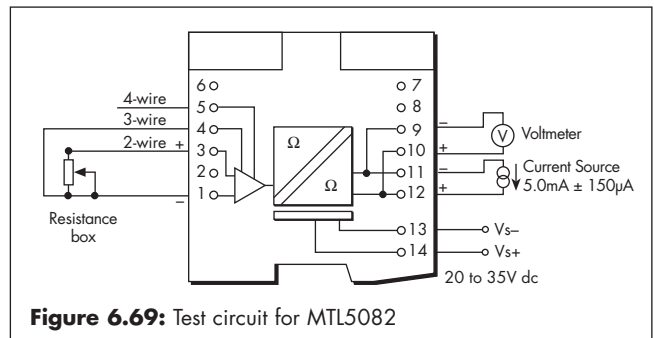 6
5
4
3
2
1
4-wire
3-wire
2-wire +
–
Resistance
box
Ω
Ω
7
8
9
10
11
12
13
14
–
+
–
+
V
Voltmeter
Current Source
5.0mA ± 150µA
Vs–
Vs+
20 to 35V dc
Figure 6.69: Test circuit for MTL5082